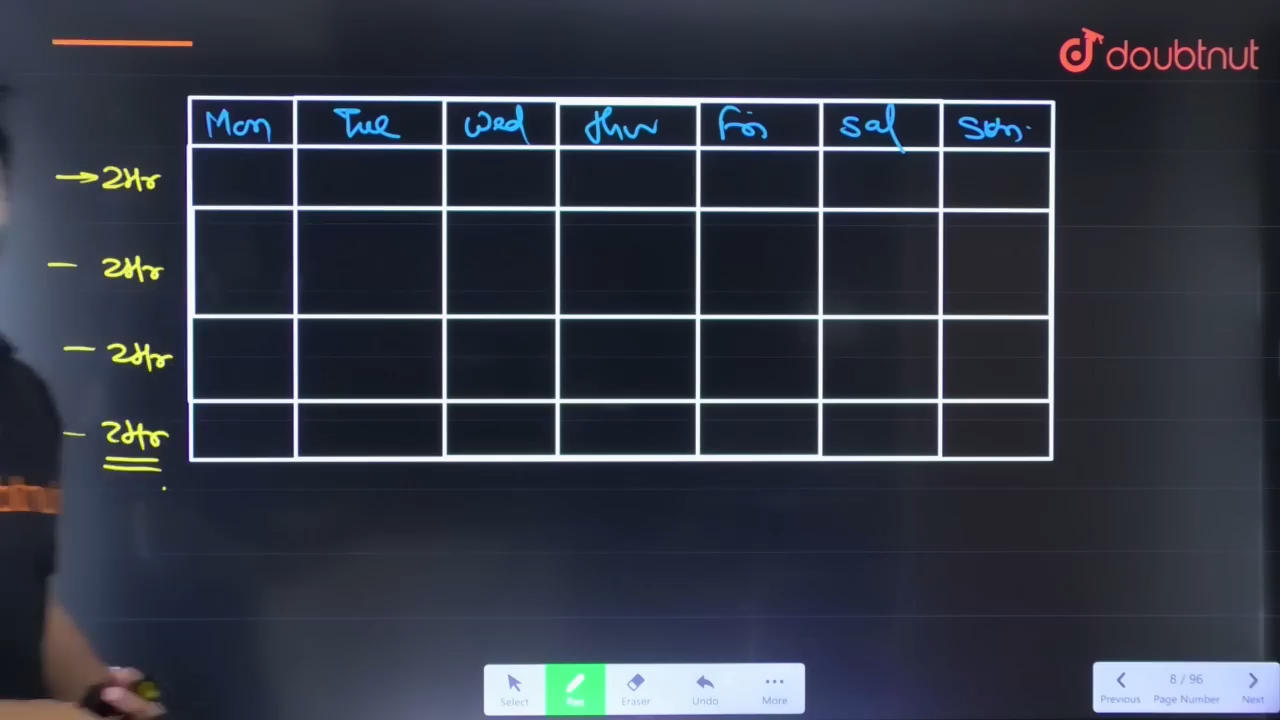 doubtnut
Mon Tue Wed Thur Fri Sat Sun.
→ 2Hr
- 2Hr
- 2Hr
- 2Hr
Select Pen Eraser Undo More
8 / 96
Previous Page Number Next